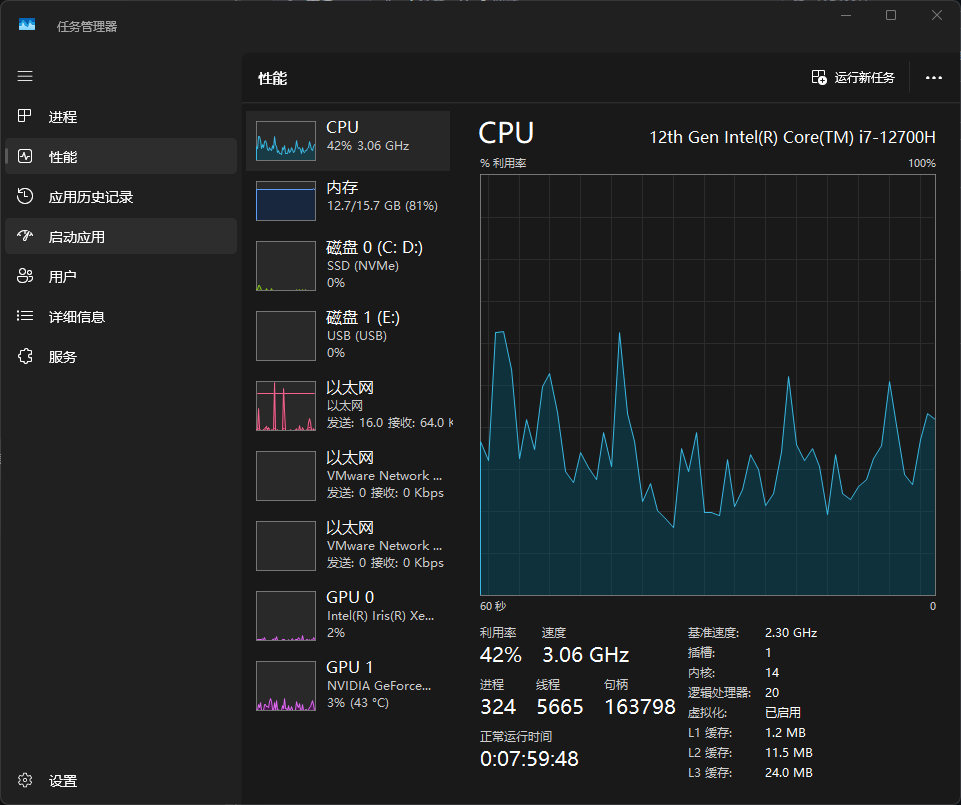 任务管理器
性能
运行新任务
进程
性能
应用历史记录
启动应用
用户
详细信息
服务
设置
CPU
42% 3.06 GHz
内存
12.7/15.7 GB (81%)
磁盘 0 (C: D:)
SSD (NVMe)
0%
磁盘 1 (E:)
USB (USB)
0%
以太网
以太网
发送: 16.0 接收: 64.0 K
以太网
VMware Network ...
发送: 0 接收: 0 Kbps
以太网
VMware Network ...
发送: 0 接收: 0 Kbps
GPU 0
Intel(R) Iris(R) Xe...
2%
GPU 1
NVIDIA GeForce...
3% (43 °C)
CPU
12th Gen Intel(R) Core(TM) i7-12700H
% 利用率 100%
60 秒 0
利用率 速度
42% 3.06 GHz
进程 线程 句柄
324 5665 163798
正常运行时间
0:07:59:48
基准速度: 2.30 GHz
插槽: 1
内核: 14
逻辑处理器: 20
虚拟化: 已启用
L1 缓存: 1.2 MB
L2 缓存: 11.5 MB
L3 缓存: 24.0 MB